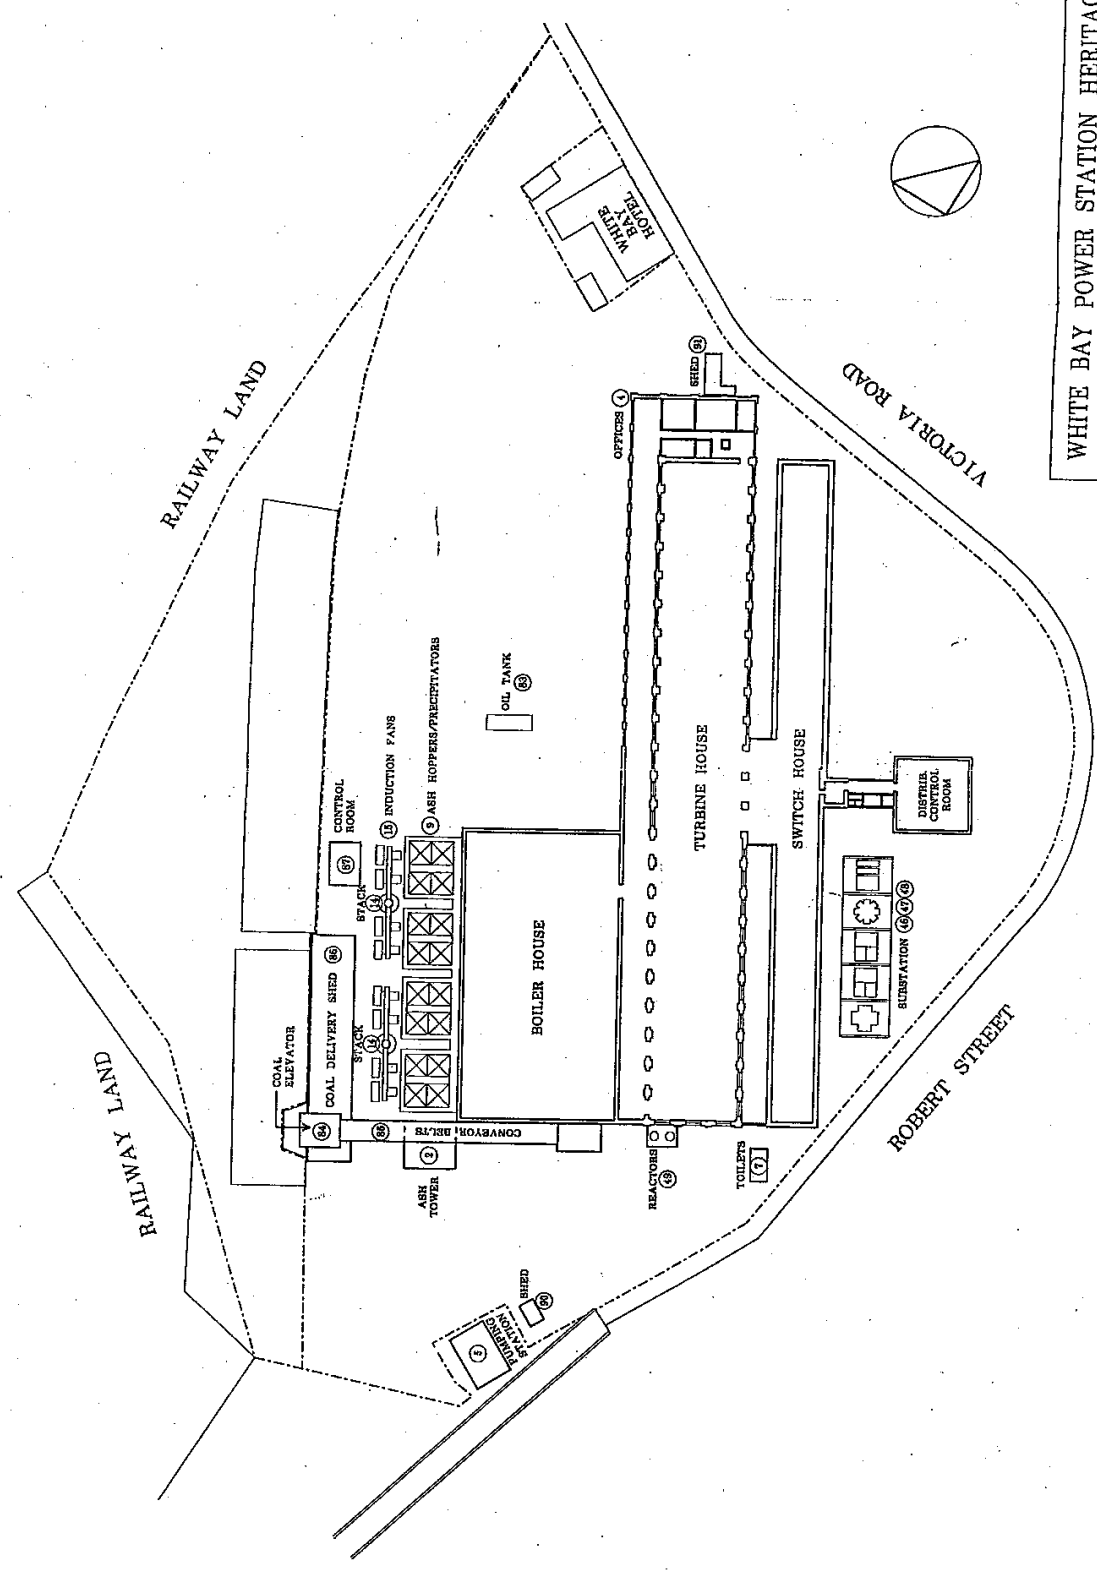 WHITE BAY POWER STATION HERITAG
RAILWAY LAND
RAILWAY LAND
WHITE
BAY
HOTEL
VICTORIA ROAD
ROBERT STREET
SHED 91
OFFICES 4
OIL TANK
83
9 ASH HOPPERS/PRECIPITATORS
15 INDUCTION FANS
CONTROL
ROOM
87
STACK
14
STACK
14
COAL DELIVERY SHED 86
COAL
ELEVATOR
84
85 CONVEYOR BELTS
ASH
TOWER
2
BOILER HOUSE
TURBINE HOUSE
SWITCH HOUSE
DISTRIB.
CONTROL
ROOM
SUBSTATION 46 47 48
REACTORS
49
TOILETS
7
SHED
90
PUMPING
STATION
5